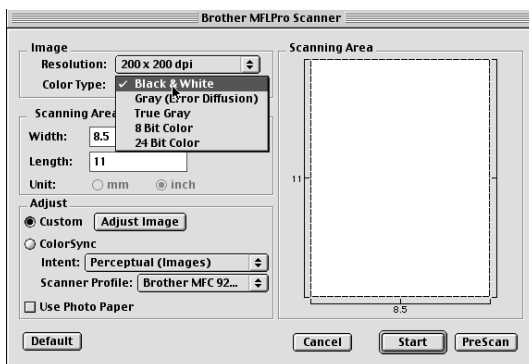 Brother MFLPro Scanner
Image
Resolution: 200 x 200 dpi
Color Type: ✓ Black & White
Gray (Error Diffusion)
True Gray
8 Bit Color
24 Bit Color
Scanning Area
Width: 8.5
Length: 11
Unit: mm inch
Adjust
Custom Adjust Image
ColorSync
Intent: Perceptual (Images)
Scanner Profile: Brother MFC 92...
Use Photo Paper
Scanning Area
11
8.5
Default
Cancel Start PreScan